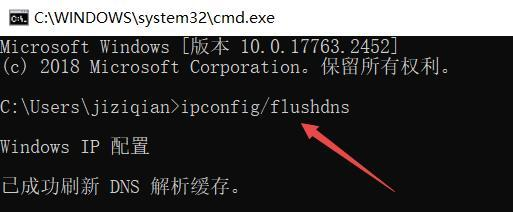 C:\WINDOWS\system32\cmd.exe
Microsoft Windows [版本 10.0.17763.2452]
(c) 2018 Microsoft Corporation。保留所有权利。
C:\Users\jiziqian>ipconfig/flushdns
Windows IP 配置
已成功刷新 DNS 解析缓存。